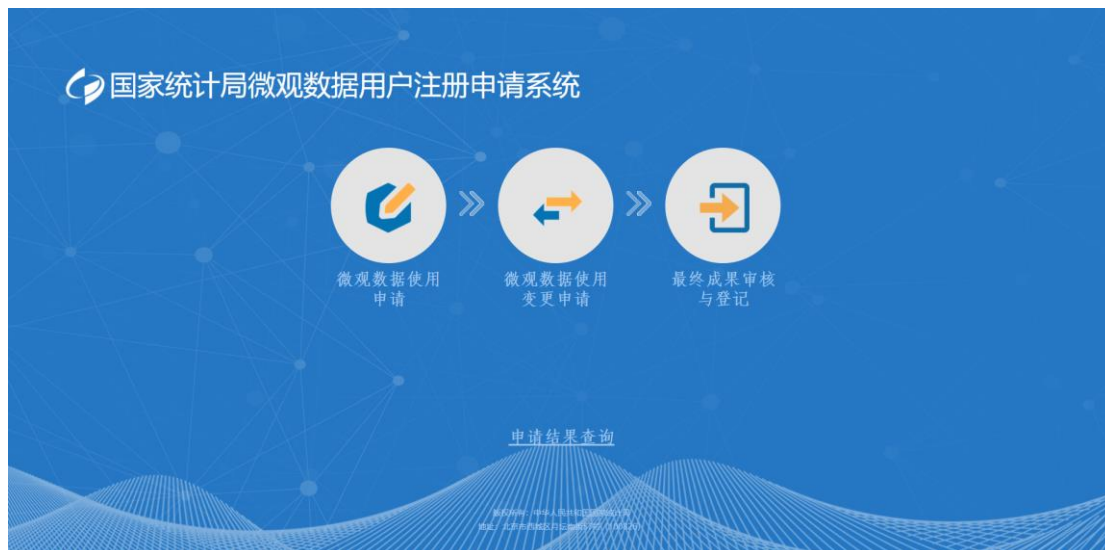 国家统计局微观数据用户注册申请系统
微观数据使用
申请
微观数据使用
变更申请
最终成果审核
与登记
申请结果查询